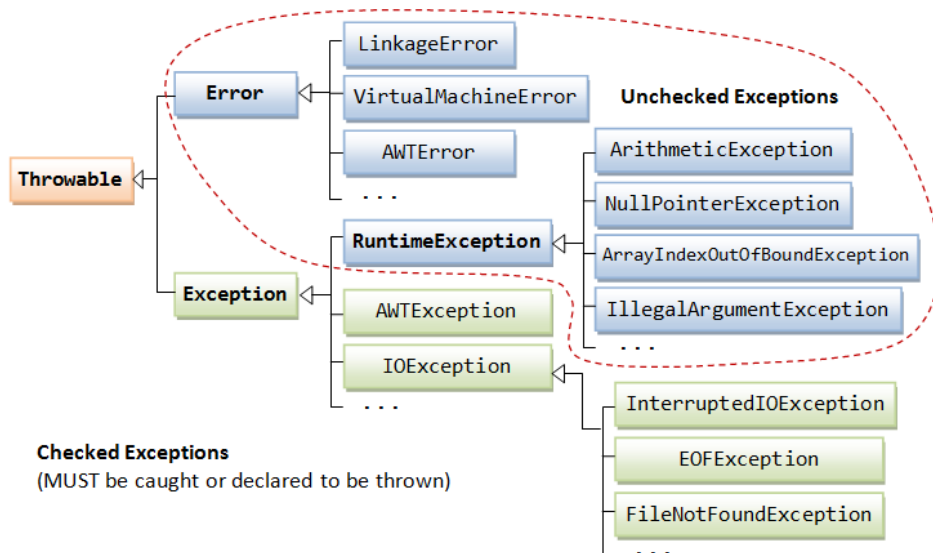 LinkageError
Error
VirtualMachineError
Unchecked Exceptions
AWTError
ArithmeticException
Throwable
...
NullPointerException
RuntimeException
ArrayIndexOutOfBoundException
Exception
AWTException
IllegalArgumentException
...
IOException
...
InterruptedIOException
Checked Exceptions
(MUST be caught or declared to be thrown)
EOFException
FileNotFoundException
...